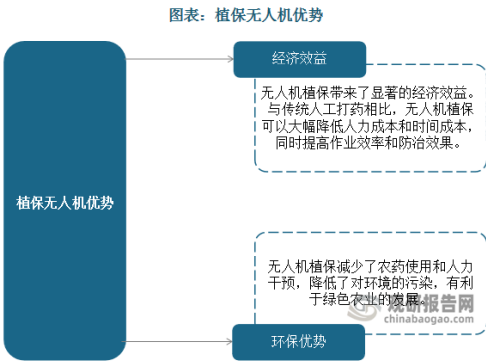 图表：植保无人机优势
植保无人机优势
经济效益
无人机植保带来了显著的经济效益。
与传统人工打药相比，无人机植保
可以大幅降低人力成本和时间成本，
同时提高作业效率和防治效果。
无人机植保减少了农药使用和人力
干预，降低了对环境的污染，有利
于绿色农业的发展。
观研报告网
chinabaogao.com
环保优势